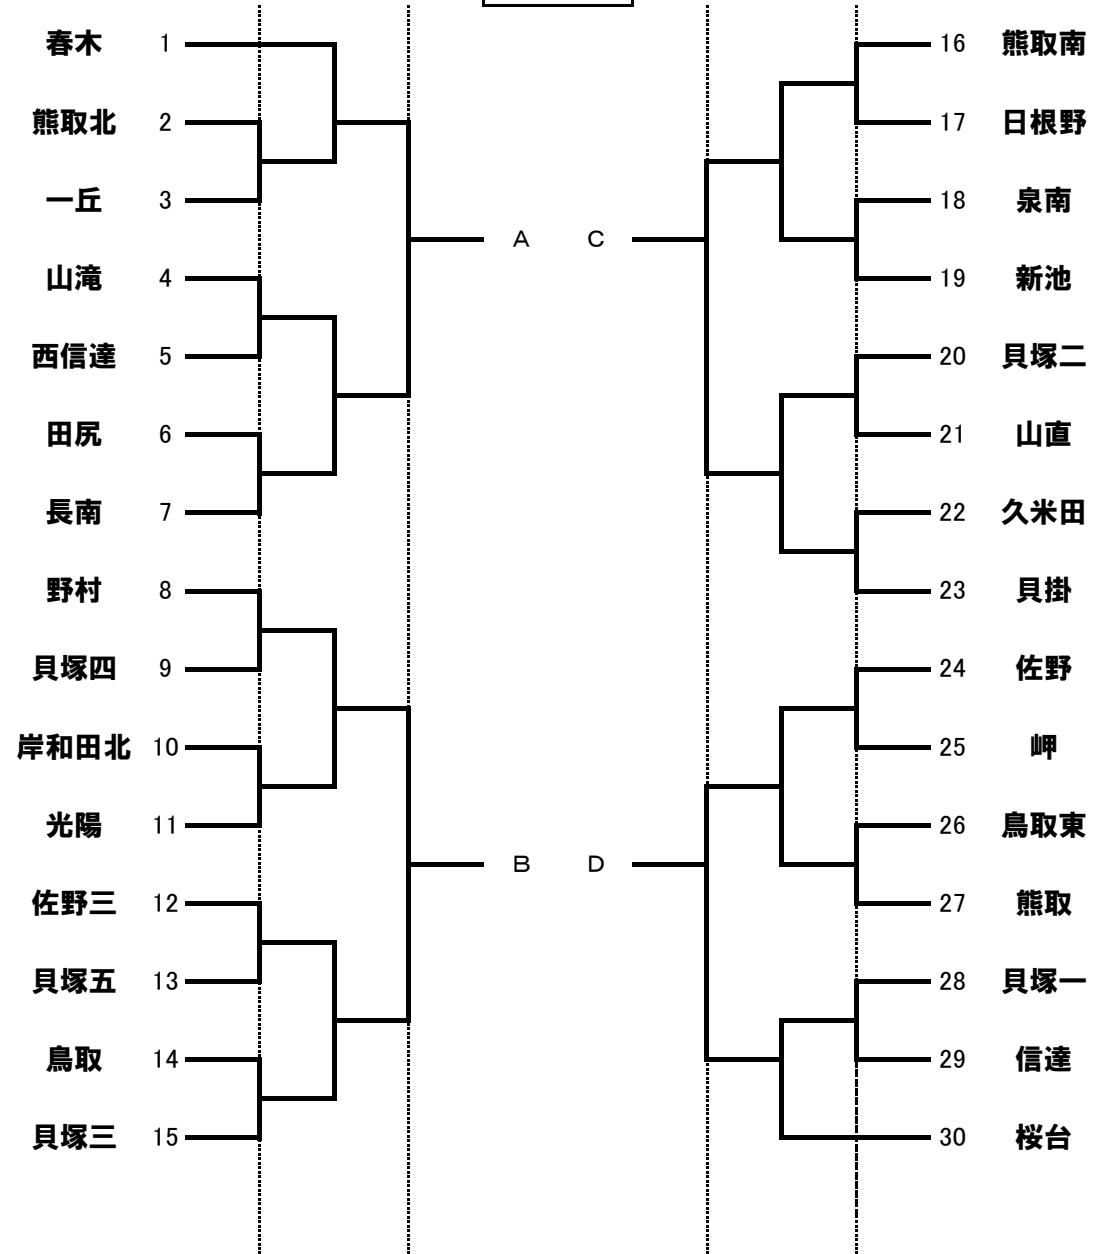 春木 1
熊取北 2
一丘 3
山滝 4
西信達 5
田尻 6
長南 7
野村 8
貝塚四 9
岸和田北 10
光陽 11
佐野三 12
貝塚五 13
鳥取 14
貝塚三 15
A
B
C
D
16 熊取南
17 日根野
18 泉南
19 新池
20 貝塚二
21 山直
22 久米田
23 貝掛
24 佐野
25 岬
26 鳥取東
27 熊取
28 貝塚一
29 信達
30 桜台